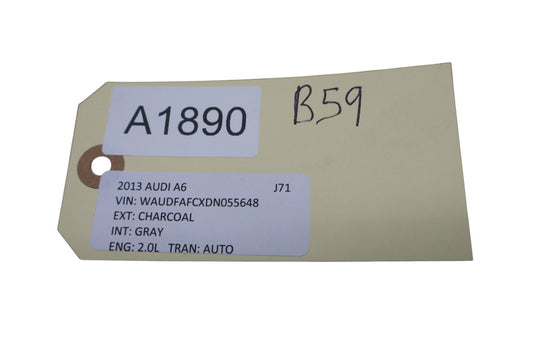 A1890
B59
2013 AUDI A6 J71
VIN: WAUDFAFCXDN055648
EXT: CHARCOAL
INT: GRAY
ENG: 2.0L TRAN: AUTO